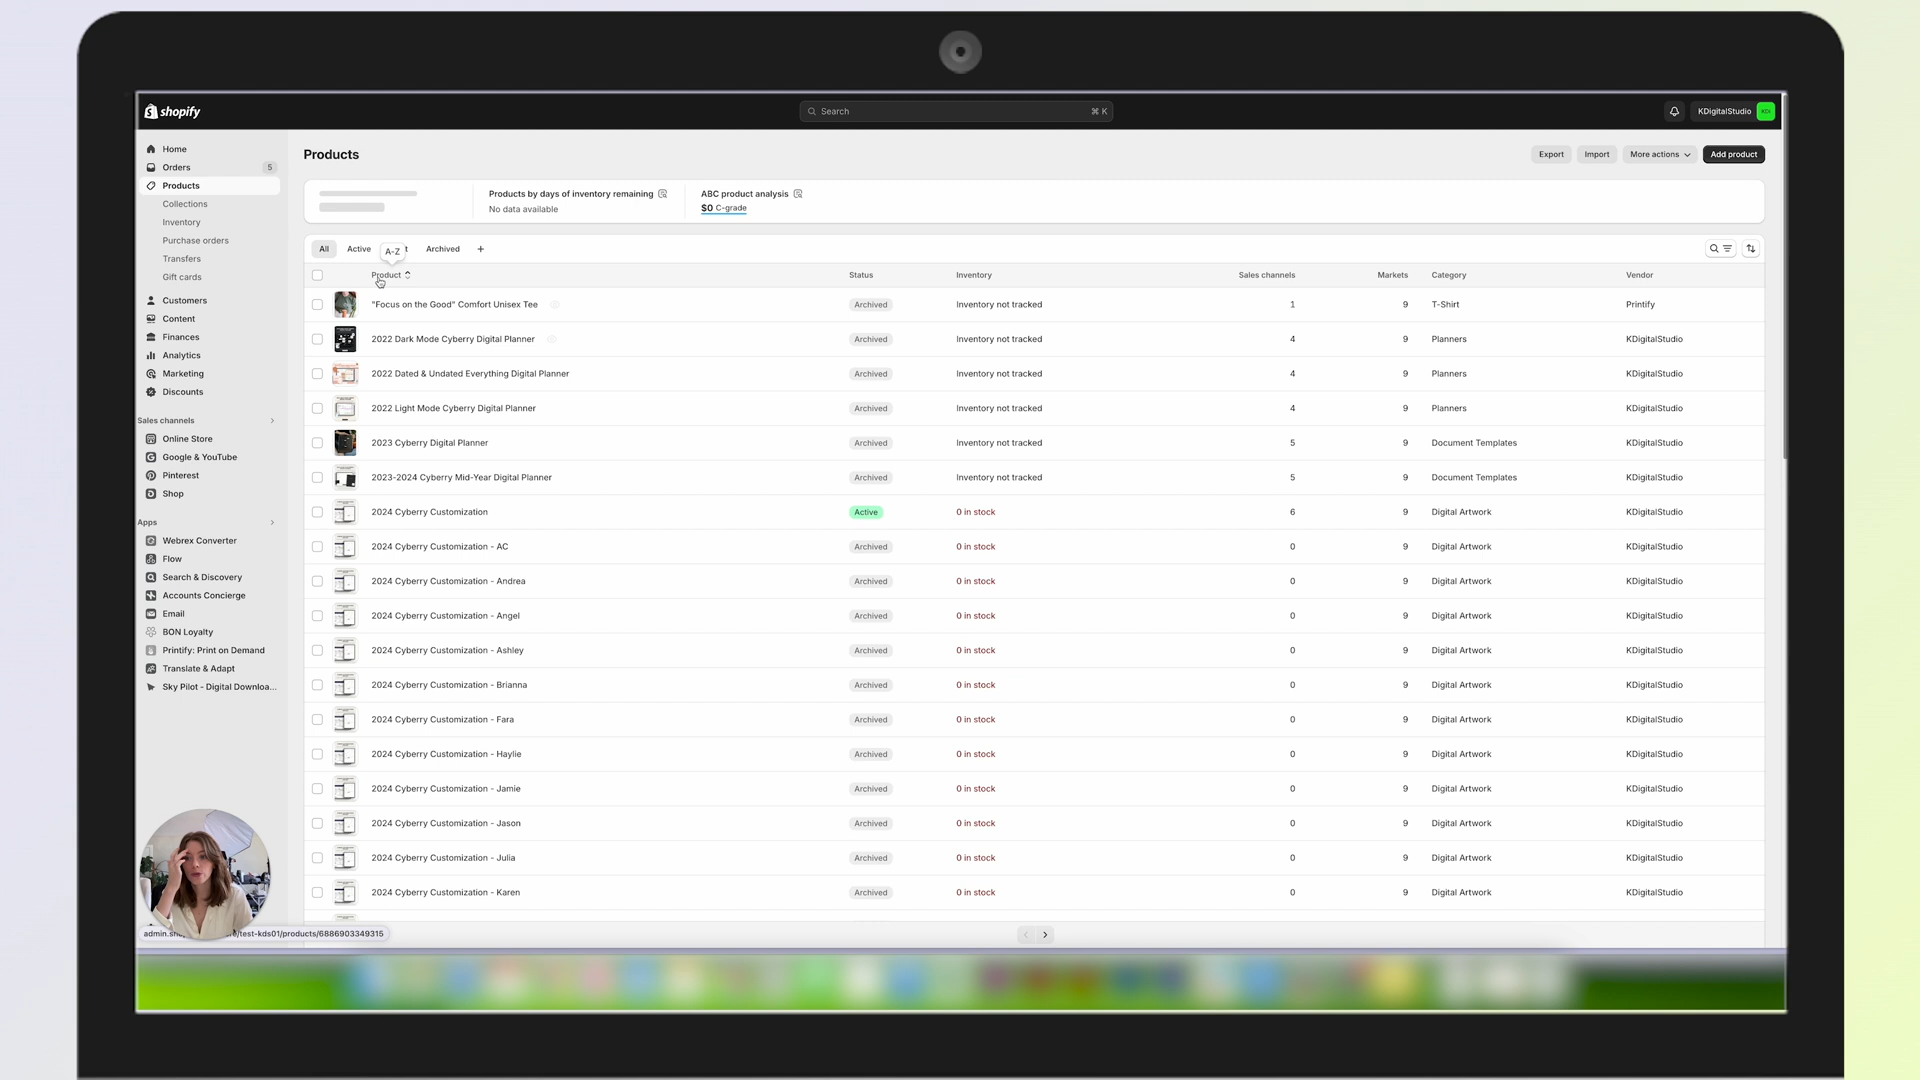 shopify
Search
⌘ K
KDigitalStudio
Home
Orders 5
Products
Collections
Inventory
Purchase orders
Transfers
Gift cards
Customers
Content
Finances
Analytics
Marketing
Discounts
Sales channels
Online Store
Google & YouTube
Pinterest
Shop
Apps
Webrex Converter
Flow
Search & Discovery
Accounts Concierge
Email
BON Loyalty
Printify: Print on Demand
Translate & Adapt
Sky Pilot - Digital Downloa...
Products
Export Import More actions Add product
Products by days of inventory remaining
No data available
ABC product analysis
$0 C-grade
All Active Archived +
A-Z
Product Status Inventory Sales channels Markets Category Vendor
"Focus on the Good" Comfort Unisex Tee Archived Inventory not tracked 1 9 T-Shirt Printify
2022 Dark Mode Cyberry Digital Planner Archived Inventory not tracked 4 9 Planners KDigitalStudio
2022 Dated & Undated Everything Digital Planner Archived Inventory not tracked 4 9 Planners KDigitalStudio
2022 Light Mode Cyberry Digital Planner Archived Inventory not tracked 4 9 Planners KDigitalStudio
2023 Cyberry Digital Planner Archived Inventory not tracked 5 9 Document Templates KDigitalStudio
2023-2024 Cyberry Mid-Year Digital Planner Archived Inventory not tracked 5 9 Document Templates KDigitalStudio
2024 Cyberry Customization Active 0 in stock 6 9 Digital Artwork KDigitalStudio
2024 Cyberry Customization - AC Archived 0 in stock 0 9 Digital Artwork KDigitalStudio
2024 Cyberry Customization - Andrea Archived 0 in stock 0 9 Digital Artwork KDigitalStudio
2024 Cyberry Customization - Angel Archived 0 in stock 0 9 Digital Artwork KDigitalStudio
2024 Cyberry Customization - Ashley Archived 0 in stock 0 9 Digital Artwork KDigitalStudio
2024 Cyberry Customization - Brianna Archived 0 in stock 0 9 Digital Artwork KDigitalStudio
2024 Cyberry Customization - Fara Archived 0 in stock 0 9 Digital Artwork KDigitalStudio
2024 Cyberry Customization - Haylie Archived 0 in stock 0 9 Digital Artwork KDigitalStudio
2024 Cyberry Customization - Jamie Archived 0 in stock 0 9 Digital Artwork KDigitalStudio
2024 Cyberry Customization - Jason Archived 0 in stock 0 9 Digital Artwork KDigitalStudio
2024 Cyberry Customization - Julia Archived 0 in stock 0 9 Digital Artwork KDigitalStudio
2024 Cyberry Customization - Karen Archived 0 in stock 0 9 Digital Artwork KDigitalStudio
/test-kds01/products/6886903349315